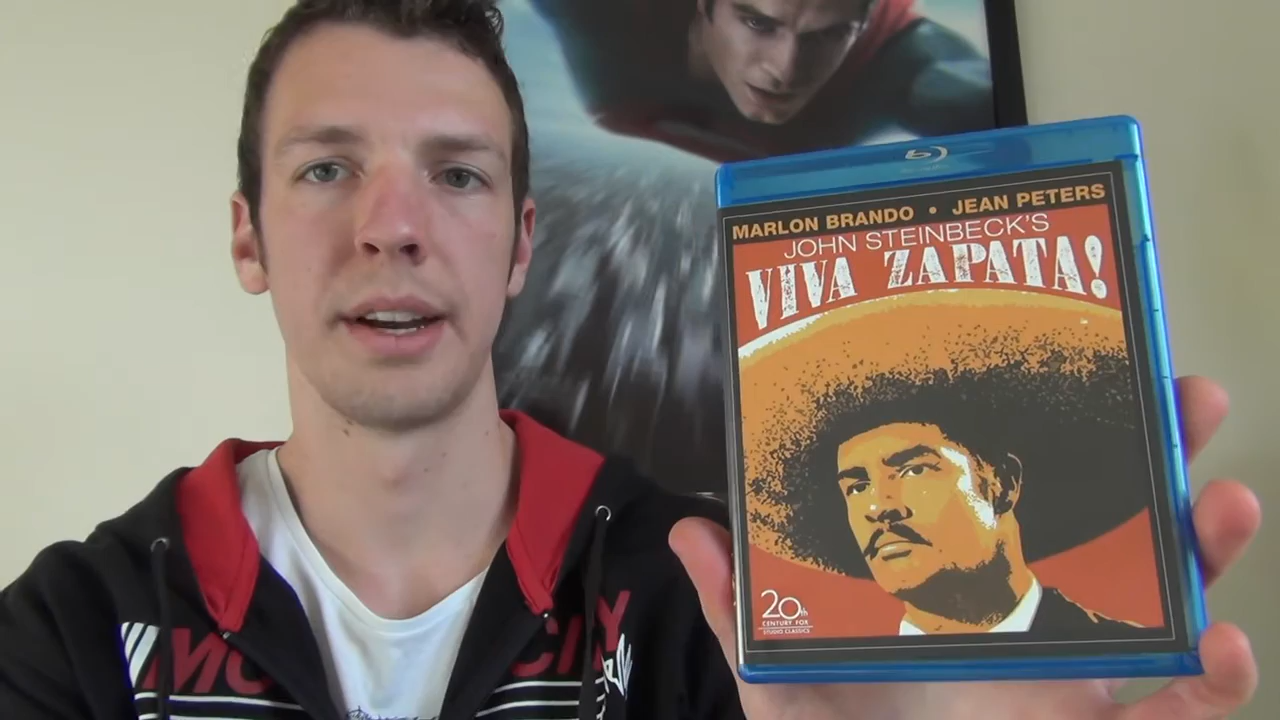 MARLON BRANDO • JEAN PETERS
JOHN STEINBECK'S
VIVA ZAPATA!
20th
CENTURY FOX
STUDIO CLASSICS